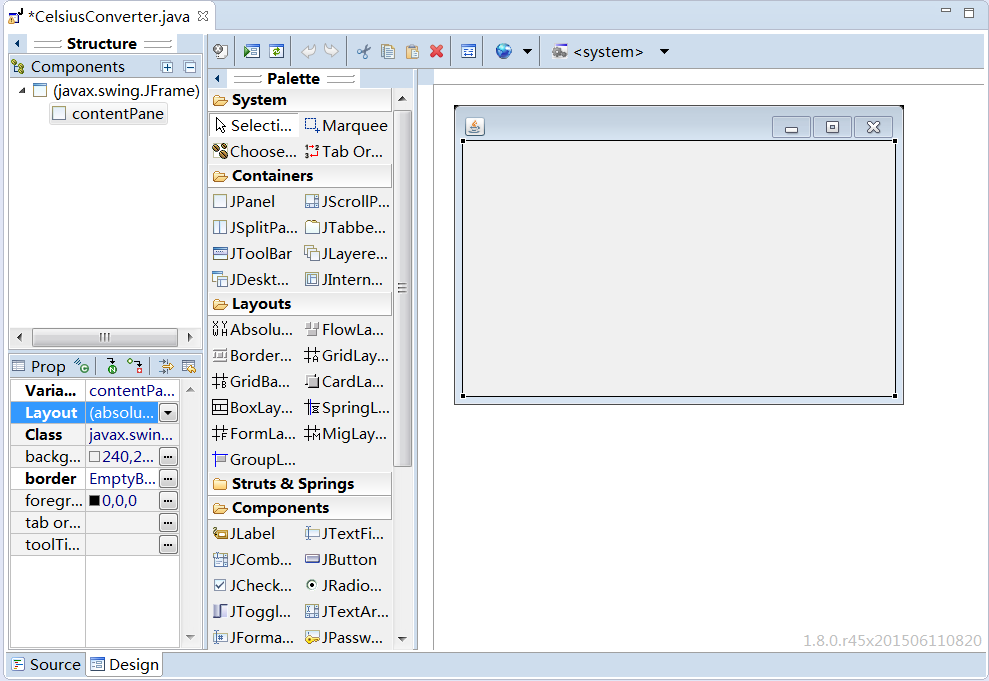 *CelsiusConverter.java
Structure
Components
(javax.swing.JFrame)
contentPane
Prop
Varia... contentPa...
Layout (absolu...
Class javax.swin...
backg... 240,2...
border EmptyB...
foregr... 0,0,0
tab or...
toolTi...
<system>
Palette
System
Selecti... Marquee
Choose... Tab Or...
Containers
JPanel JScrollP...
JSplitPa... JTabbe...
JToolBar JLayere...
JDeskt... JIntern...
Layouts
Absolu... FlowLa...
Border... GridLay...
GridBa... CardLa...
BoxLay... SpringL...
FormLa... MigLay...
GroupL...
Struts & Springs
Components
JLabel JTextFi...
JComb... JButton
JCheck... JRadio...
JToggl... JTextAr...
JForma... JPassw...
1.8.0.r45x201506110820
Source Design